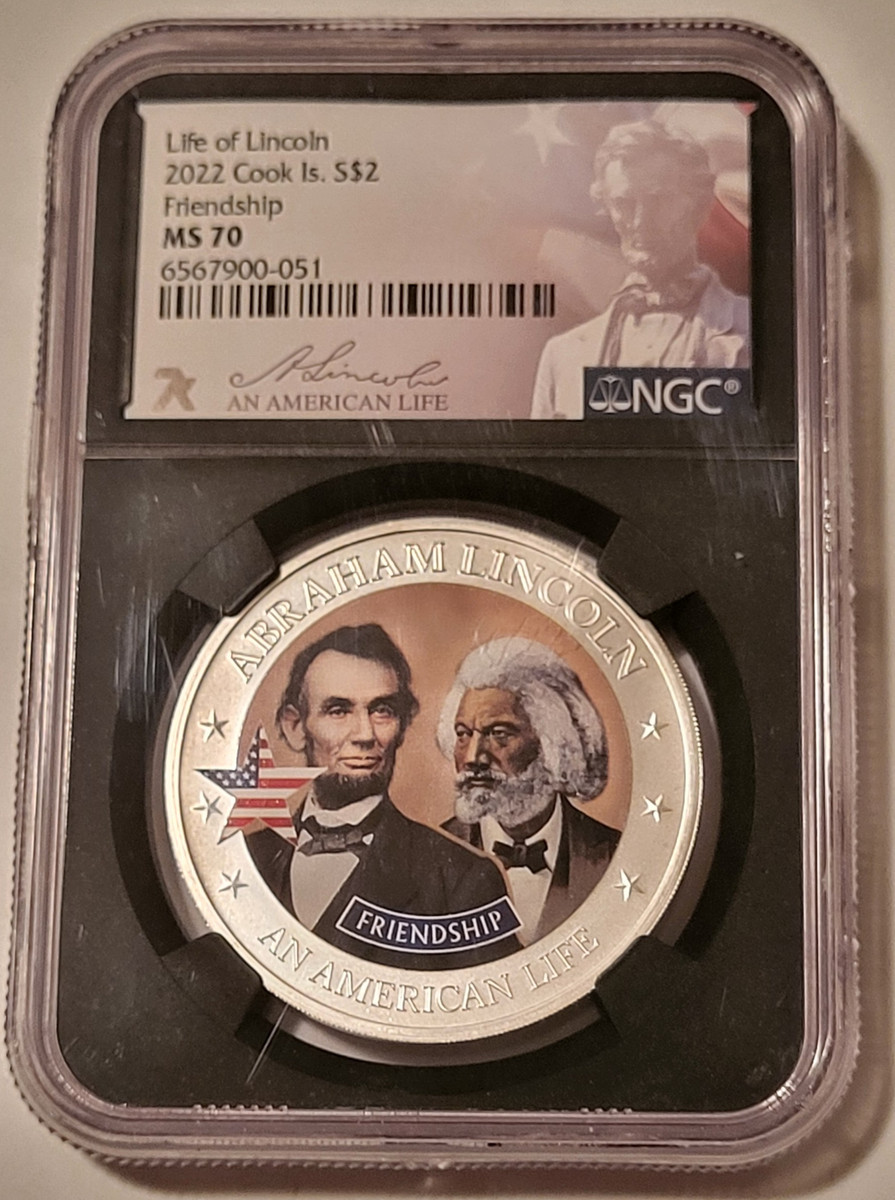 Life of Lincoln
2022 Cook Is. S$2
Friendship
MS 70
6567900-051
A Lincoln
AN AMERICAN LIFE
NGC®
ABRAHAM LINCOLN
FRIENDSHIP
AN AMERICAN LIFE